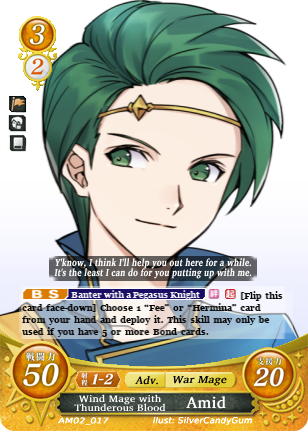 3
2
Y'know, I think I'll help you out here for a while.
It's the least I can do for you putting up with me.
B S Banter with a Pegasus Knight 絆 起 [Flip this
card face-down] Choose 1 "Fee" or "Hermina" card
from your hand and deploy it. This skill may only be
used if you have 5 or more Bond cards.
戦闘力
50
射程 1-2
Adv.
War Mage
支援力
20
Wind Mage with
Thunderous Blood
Amid
AM02_017
Illust: SilverCandyGum